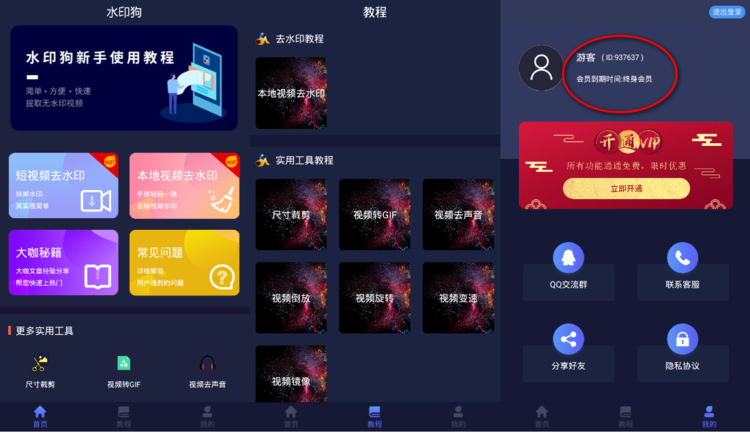 水印狗
水印狗新手使用教程
简单·方便·快速
提取无水印视频
短视频去水印
HOT
抹掉水印,
其实很简单
本地视频去水印
HOT
手指轻轻一抹
去除视频水印
大咖秘籍
大咖文章经验分享
帮您快速上热门
常见问题
详细解答
用户遇到的问题
更多实用工具
尺寸裁剪
视频转GIF
视频去声音
首页
教程
我的
教程
去水印教程
本地视频去水印
实用工具教程
尺寸裁剪
视频转GIF
视频去声音
视频倒放
视频旋转
视频变速
视频镜像
首页
教程
我的
退出登录
游客 (ID:937637)
会员到期时间:终身会员
开通VIP
所有功能通通免费,限时优惠
立即开通
QQ交流群
联系客服
分享好友
隐私协议
首页
教程
我的